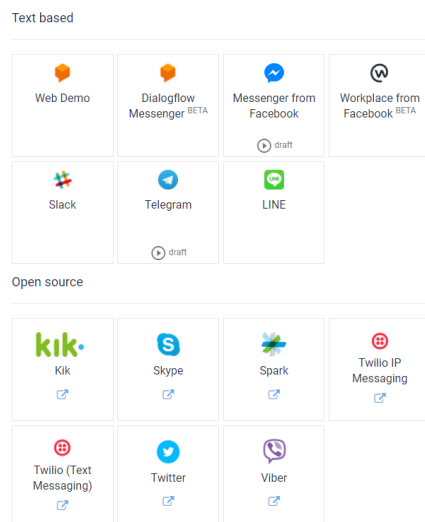 Text based
Web Demo
Dialogflow
Messenger BETA
Messenger from
Facebook
draft
Workplace from
Facebook BETA
Slack
Telegram
draft
LINE
LINE
Open source
kik
Kik
S
Skype
Spark
Twilio IP
Messaging
Twilio (Text
Messaging)
Twitter
Viber